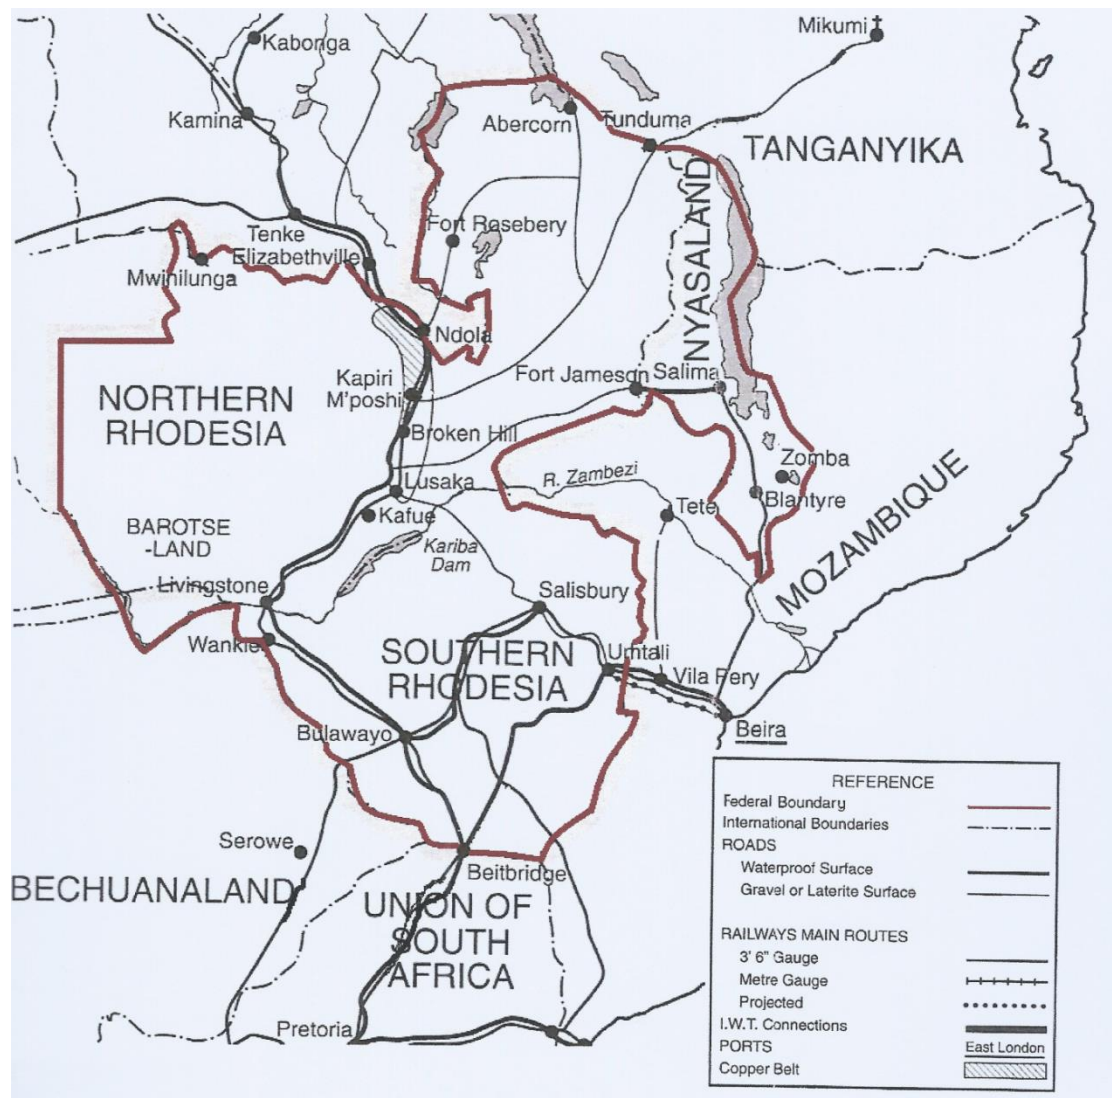 Mikumi
Kabonga
Kamina
Abercorn
Tunduma
TANGANYIKA
NYASALAND
Fort Rosebery
Tenke
Elizabethville
Mwinilunga
Ndola
Kapiri
M'poshi
Fort Jameson
Salima
NORTHERN
RHODESIA
Broken Hill
Zomba
R. Zambezi
Lusaka
Tete
Blantyre
Kafue
MOZAMBIQUE
BAROTSE
-LAND
Kariba
Dam
Livingstone
Salisbury
Wankie
SOUTHERN
RHODESIA
Umtali
Vila Pery
Bulawayo
Beira
Serowe
Beitbridge
BECHUANALAND
UNION OF
SOUTH
AFRICA
Pretoria
REFERENCE
Federal Boundary
International Boundaries
ROADS
Waterproof Surface
Gravel or Laterite Surface
RAILWAYS MAIN ROUTES
3' 6" Gauge
Metre Gauge
Projected
I.W.T. Connections
PORTS East London
Copper Belt